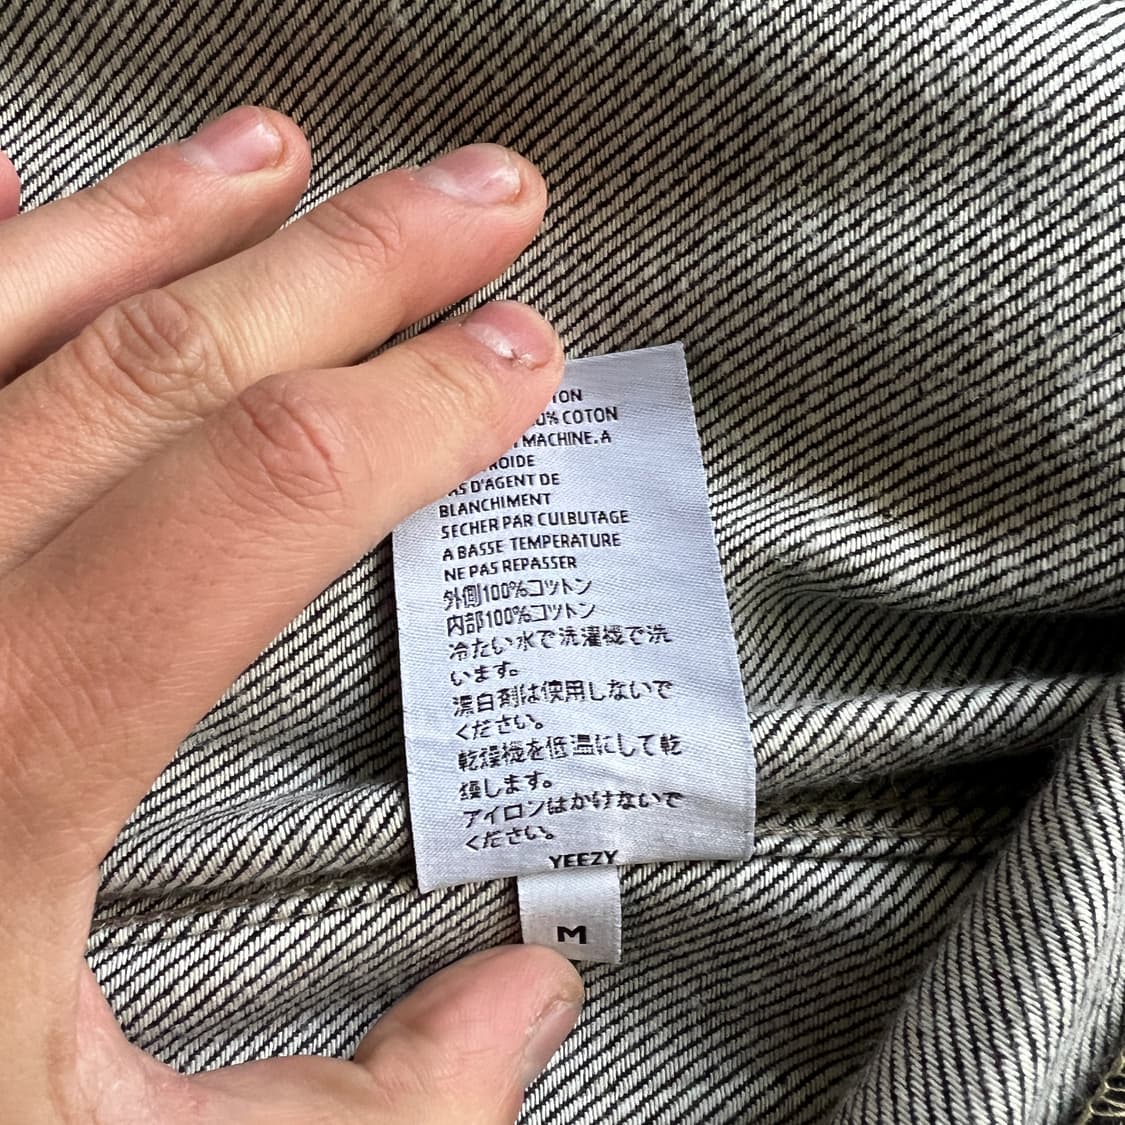 COTON
MACHINE. A
D'AGENT DE
BLANCHIMENT
SECHER PAR CULBUTAGE
A BASSE TEMPERATURE
NE PAS REPASSER
外側100%コットン
内部100%コットン
冷たい水で洗濯機で洗
います。
漂白剤は使用しないで
ください。
乾燥機を低温にして乾
燥します。
アイロンはかけないで
ください。
YEEZY
M